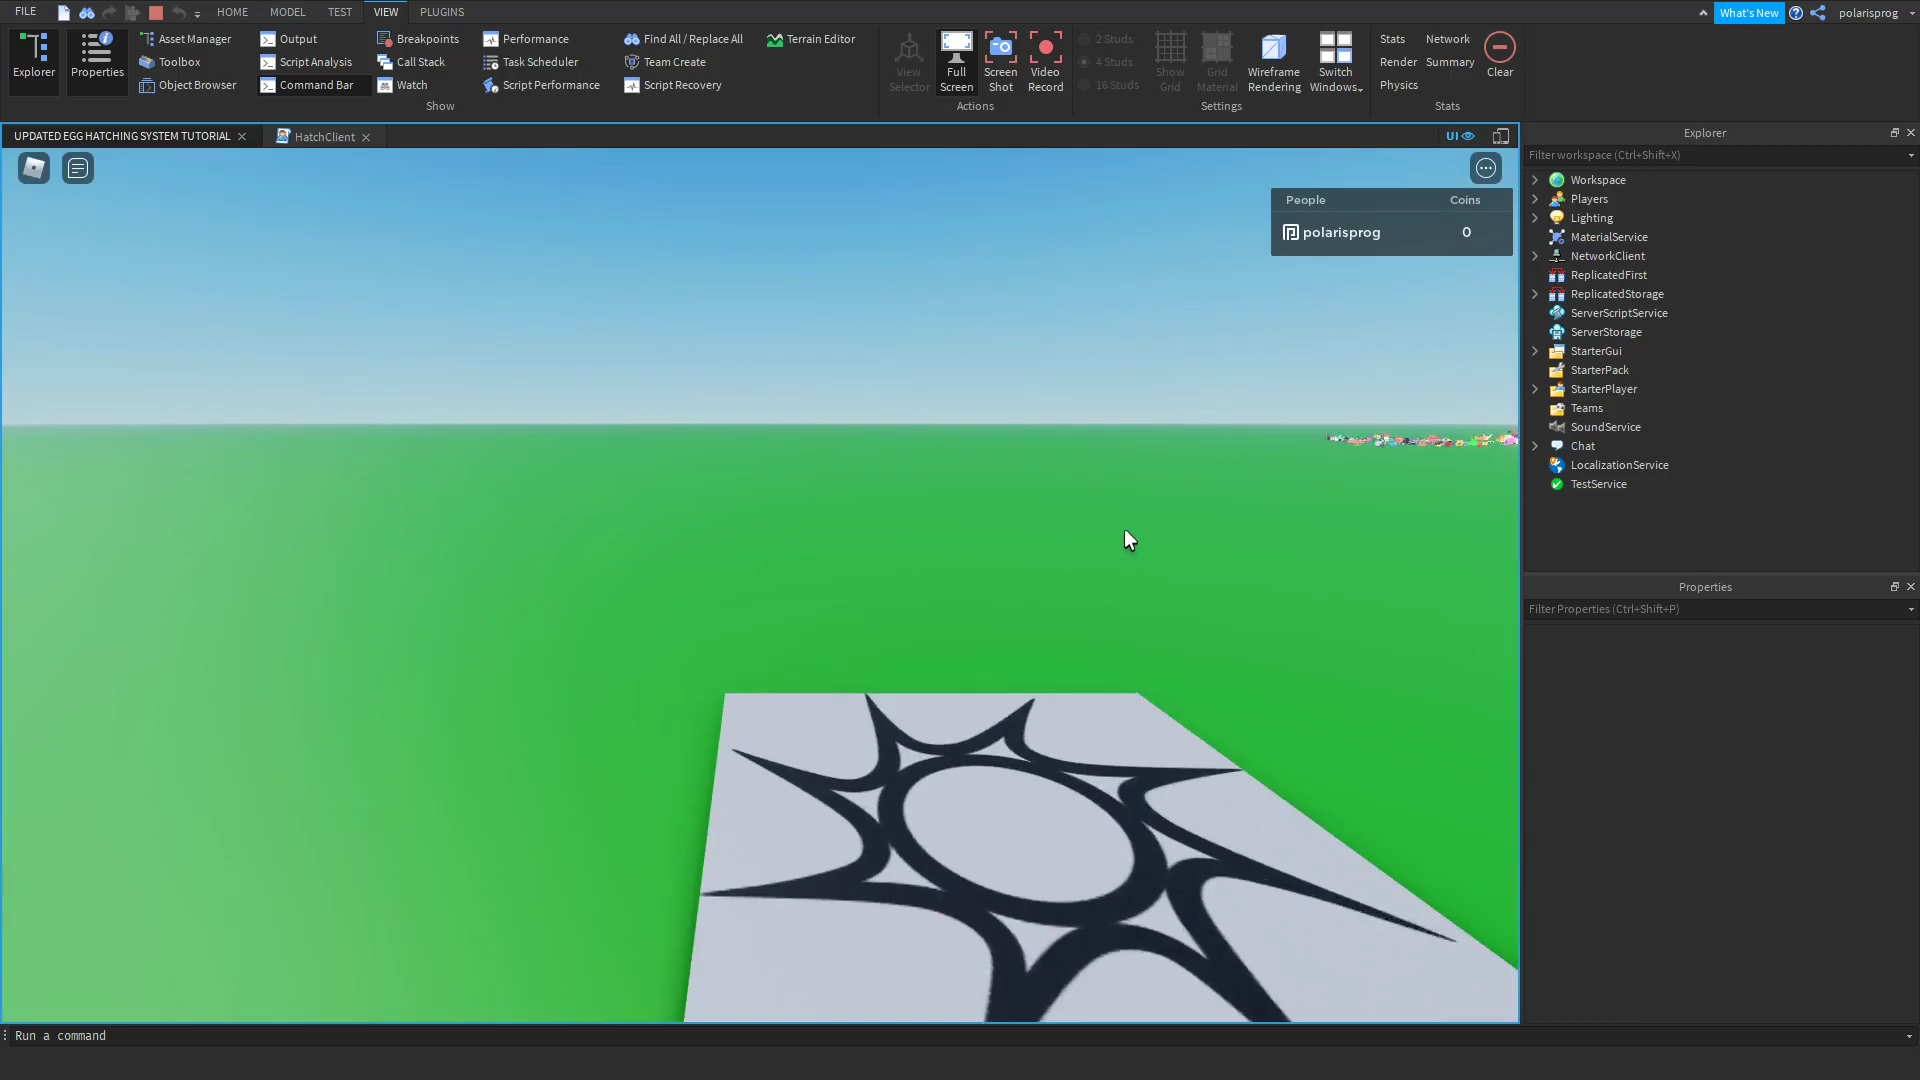 FILE HOME MODEL TEST VIEW PLUGINS What's New polarisprog
Explorer
Properties
Asset Manager
Toolbox
Object Browser
Output
Script Analysis
Command Bar
Breakpoints
Call Stack
Watch
Performance
Task Scheduler
Script Performance
Find All / Replace All
Team Create
Script Recovery
Terrain Editor
Show
View
Selector
Full
Screen
Screen
Shot
Video
Record
Actions
2 Studs
4 Studs
16 Studs
Show
Grid
Grid
Material
Wireframe
Rendering
Switch
Windows
Settings
Stats
Network
Render
Summary
Physics
Clear
Stats
UPDATED EGG HATCHING SYSTEM TUTORIAL
HatchClient
UI
People Coins
polarisprog 0
Explorer
Filter workspace (Ctrl+Shift+X)
Workspace
Players
Lighting
MaterialService
NetworkClient
ReplicatedFirst
ReplicatedStorage
ServerScriptService
ServerStorage
StarterGui
StarterPack
StarterPlayer
Teams
SoundService
Chat
LocalizationService
TestService
Properties
Filter Properties (Ctrl+Shift+P)
Run a command